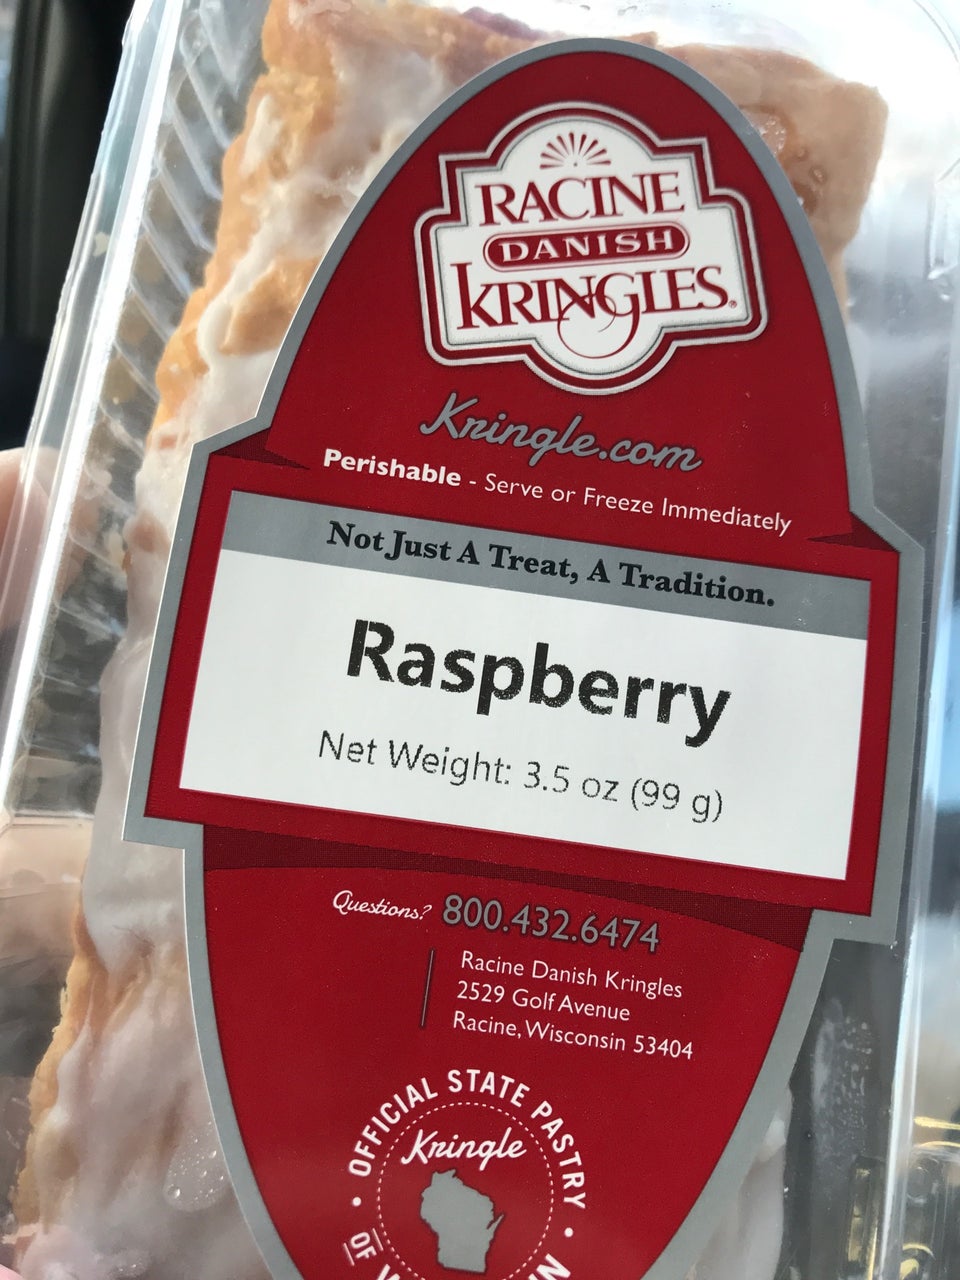 RACINE
DANISH
KRINGLES®
Kringle.com
Perishable - Serve or Freeze Immediately
Not Just A Treat, A Tradition.
Raspberry
Net Weight: 3.5 oz (99 g)
Questions? 800.432.6474
Racine Danish Kringles
2529 Golf Avenue
Racine, Wisconsin 53404
• OFFICIAL STATE PASTRY •
OF
Kringle